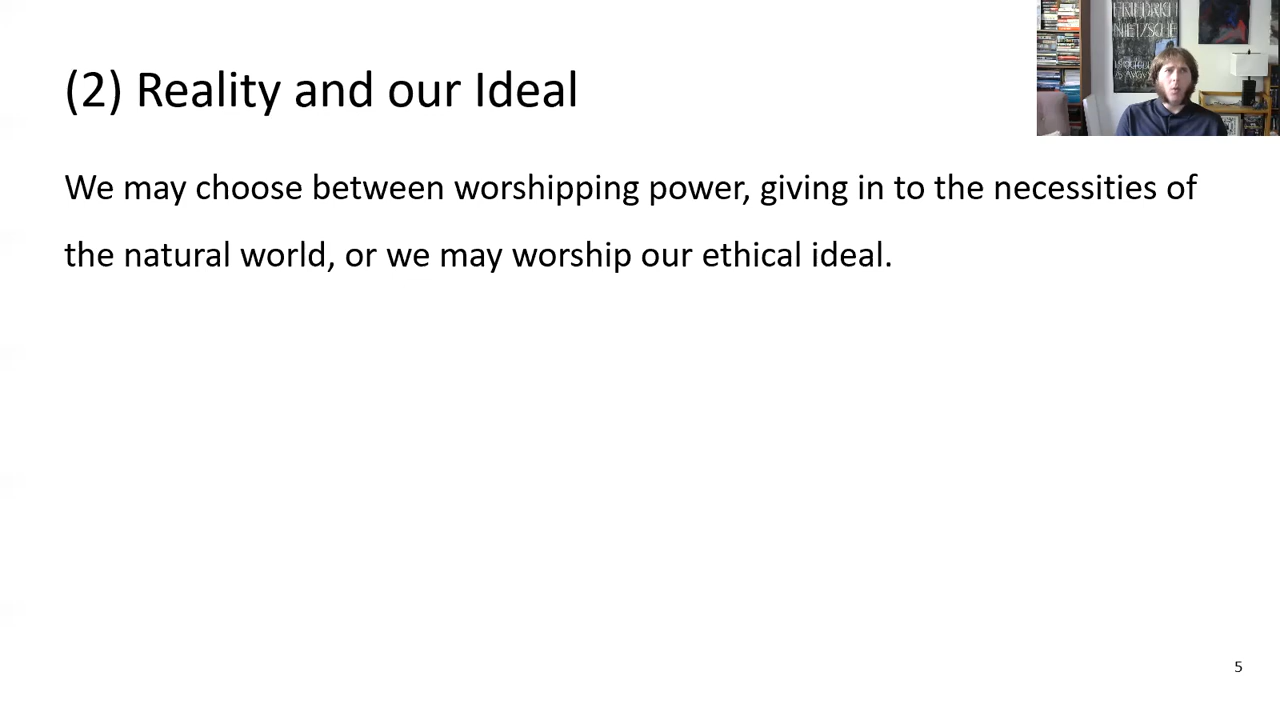 (2) Reality and our Ideal
FRIEDRICH
NIETZSCHE
We may choose between worshipping power, giving in to the necessities of
the natural world, or we may worship our ethical ideal.
5